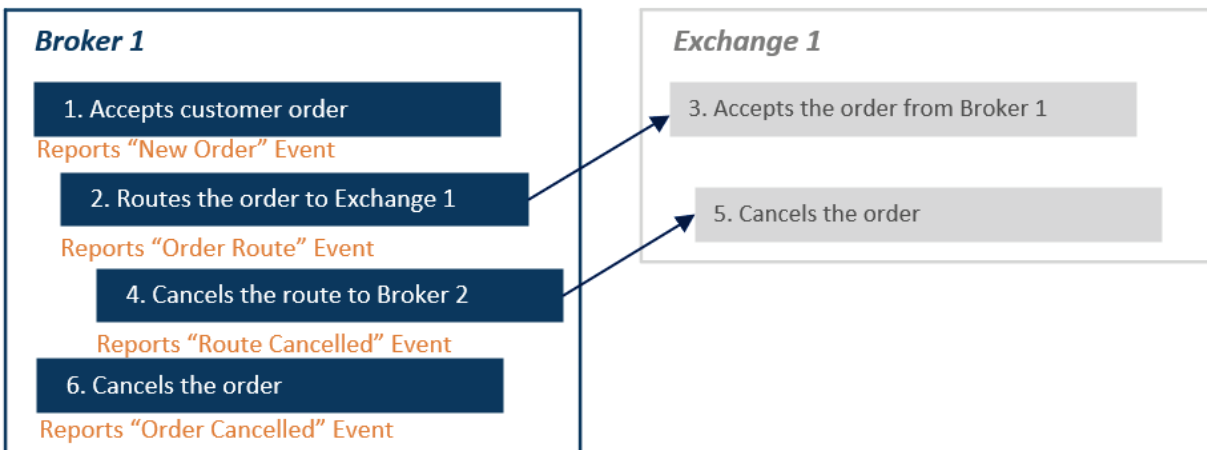 Broker 1
Exchange 1
1. Accepts customer order
3. Accepts the order from Broker 1
Reports “New Order” Event
2. Routes the order to Exchange 1
5. Cancels the order
Reports “Order Route” Event
4. Cancels the route to Broker 2
Reports “Route Cancelled” Event
6. Cancels the order
Reports “Order Cancelled” Event